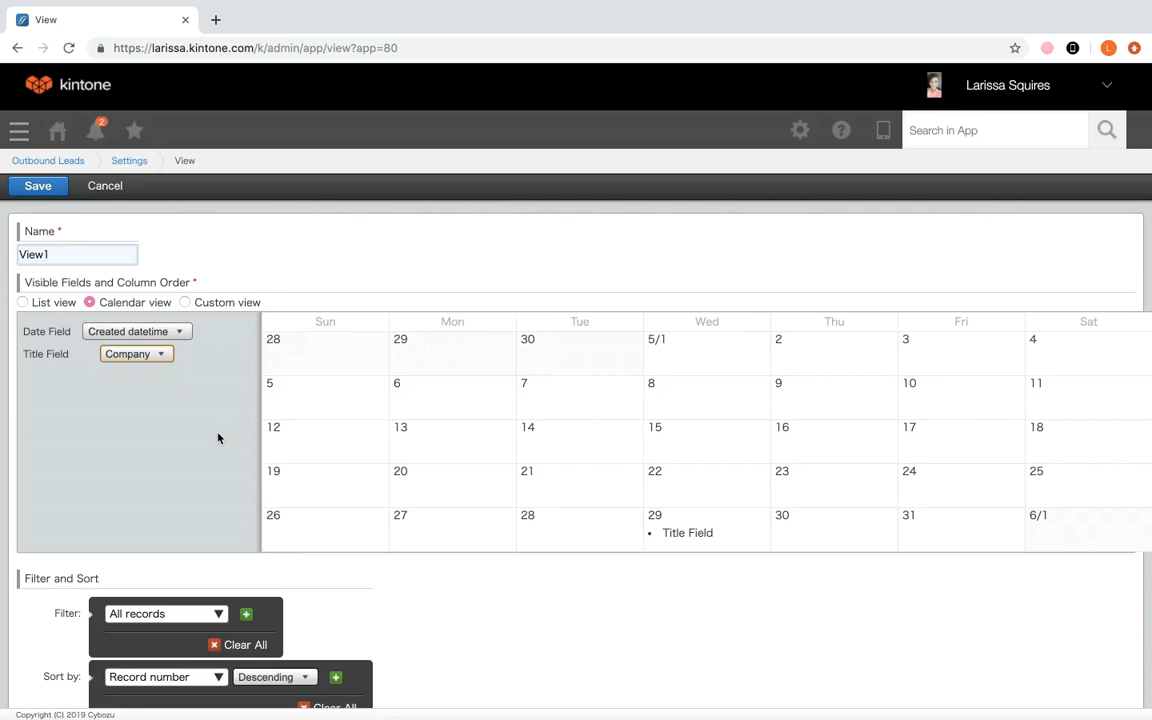 View
https://larissa.kintone.com/k/admin/app/view?app=80
L
kintone
Larissa Squires
2
Search in App
Outbound Leads Settings View
Save Cancel
Name *
View1
Visible Fields and Column Order *
List view Calendar view Custom view
Date Field Created datetime
Title Field Company
Sun Mon Tue Wed Thu Fri Sat
28 29 30 5/1 2 3 4
5 6 7 8 9 10 11
12 13 14 15 16 17 18
19 20 21 22 23 24 25
26 27 28 29 30 31 6/1
• Title Field
Filter and Sort
Filter: All records
Clear All
Sort by: Record number Descending
Clear All
Copyright (C) 2019 Cybozu